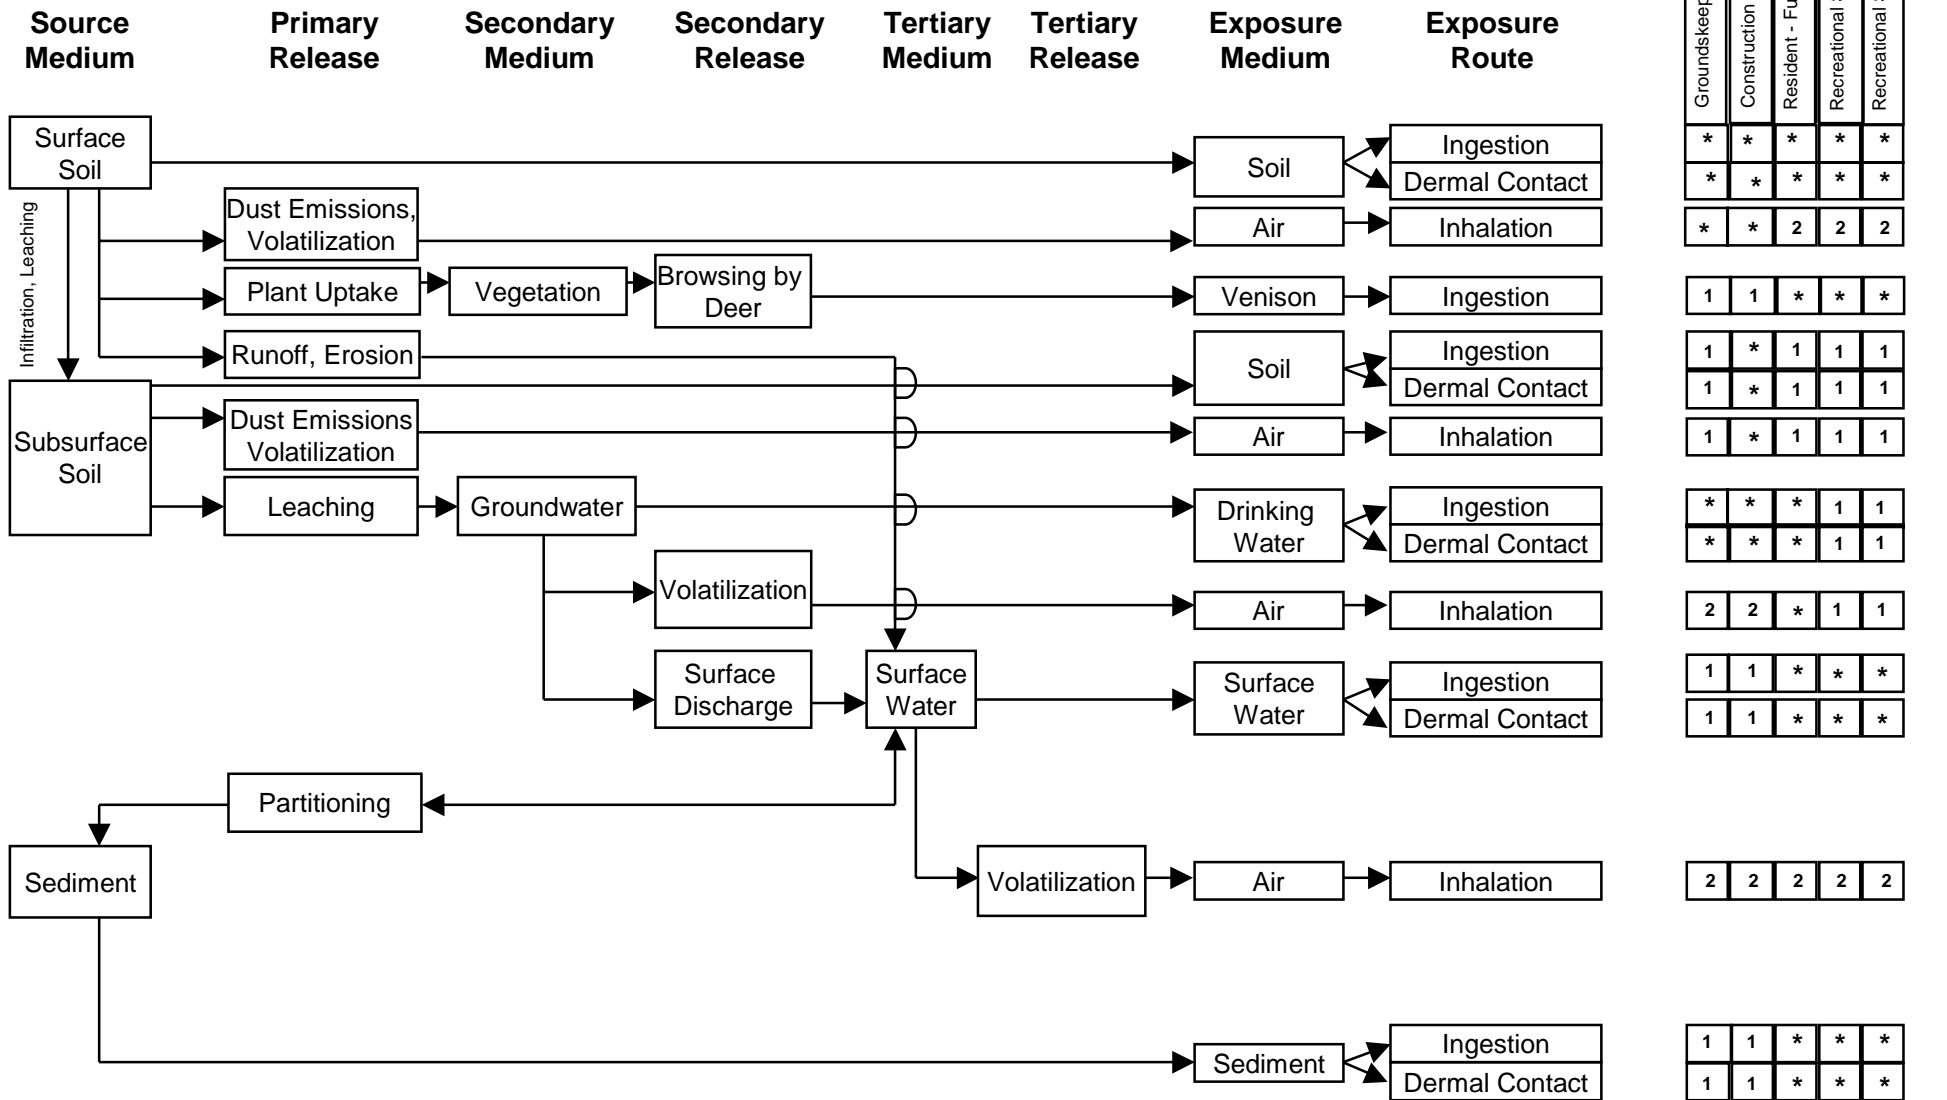 Source Medium
Primary Release
Secondary Medium
Secondary Release
Tertiary Medium
Tertiary Release
Exposure Medium
Exposure Route
Groundskeep
Construction
Resident - Fu
Recreational
Recreational
Surface
Soil
Soil
Ingestion
* * * * *
Dermal Contact
* * * * *
Infiltration, Leaching
Dust Emissions,
Volatilization
Air
Inhalation
* * 2 2 2
Plant Uptake
Vegetation
Browsing by
Deer
Venison
Ingestion
1 1 * * *
Runoff, Erosion
Subsurface
Soil
Soil
Ingestion
1 * 1 1 1
Dermal Contact
1 * 1 1 1
Dust Emissions
Volatilization
Air
Inhalation
1 * 1 1 1
Leaching
Groundwater
Drinking
Water
Ingestion
* * * 1 1
Dermal Contact
* * * 1 1
Volatilization
Air
Inhalation
2 2 * 1 1
Surface
Discharge
Surface
Water
Surface
Water
Ingestion
1 1 * * *
Dermal Contact
1 1 * * *
Partitioning
Sediment
Volatilization
Air
Inhalation
2 2 2 2 2
Sediment
Ingestion
1 1 * * *
Dermal Contact
1 1 * * *